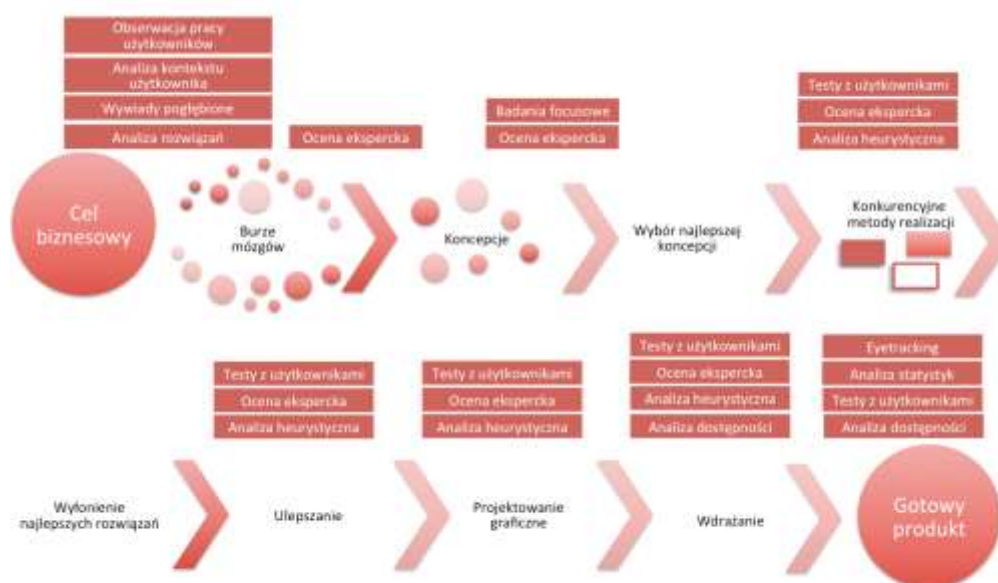 Obserwacja pracy
użytkowników
Analiza kontekstu
użytkownika
Wywiady pogłębione
Analiza rozwiązań
Ocena ekspercka
Badania focusowe
Ocena ekspercka
Testy z użytkownikami
Ocena ekspercka
Analiza heurystyczna
Cel
biznesowy
Burze
mózgów
Koncepcje
Wybór najlepszej
koncepcji
Konkurencyjne
metody realizacji
Testy z użytkownikami
Ocena ekspercka
Analiza heurystyczna
Testy z użytkownikami
Ocena ekspercka
Analiza heurystyczna
Testy z użytkownikami
Ocena ekspercka
Analiza heurystyczna
Analiza dostępności
Eyetracking
Analiza statystyk
Testy z użytkownikami
Analiza dostępności
Wyłonienie
najlepszych rozwiązań
Ulepszanie
Projektowanie
graficzne
Wdrażanie
Gotowy
produkt